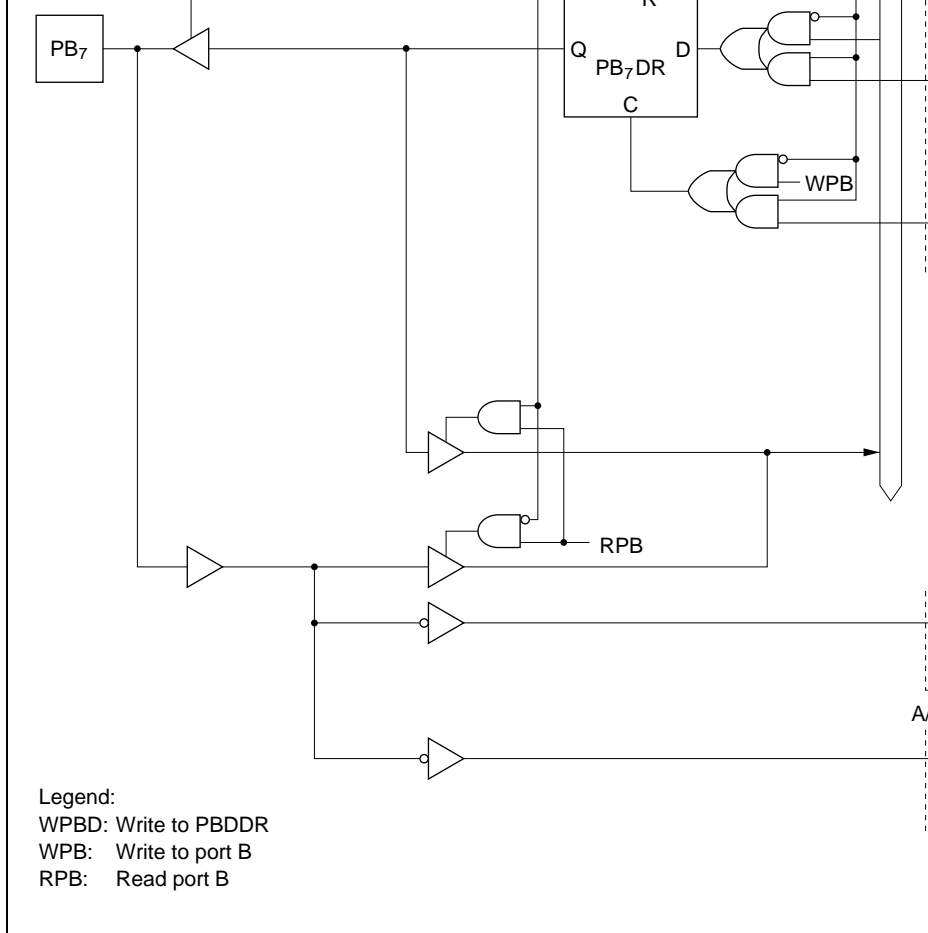 R
PB7
Q
D
PB7DR
C
WPB
RPB
A/
Legend:
WPBD: Write to PBDDR
WPB: Write to port B
RPB: Read port B